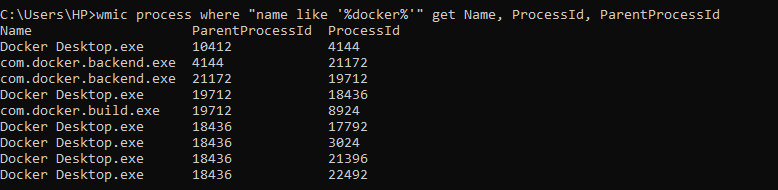 C:\Users\HP>wmic process where "name like '%docker%'" get Name, ProcessId, ParentProcessId
Name                    ParentProcessId  ProcessId
Docker Desktop.exe      10412            4144
com.docker.backend.exe  4144             21172
com.docker.backend.exe  21172            19712
Docker Desktop.exe      19712            18436
com.docker.build.exe    19712            8924
Docker Desktop.exe      18436            17792
Docker Desktop.exe      18436            3024
Docker Desktop.exe      18436            21396
Docker Desktop.exe      18436            22492